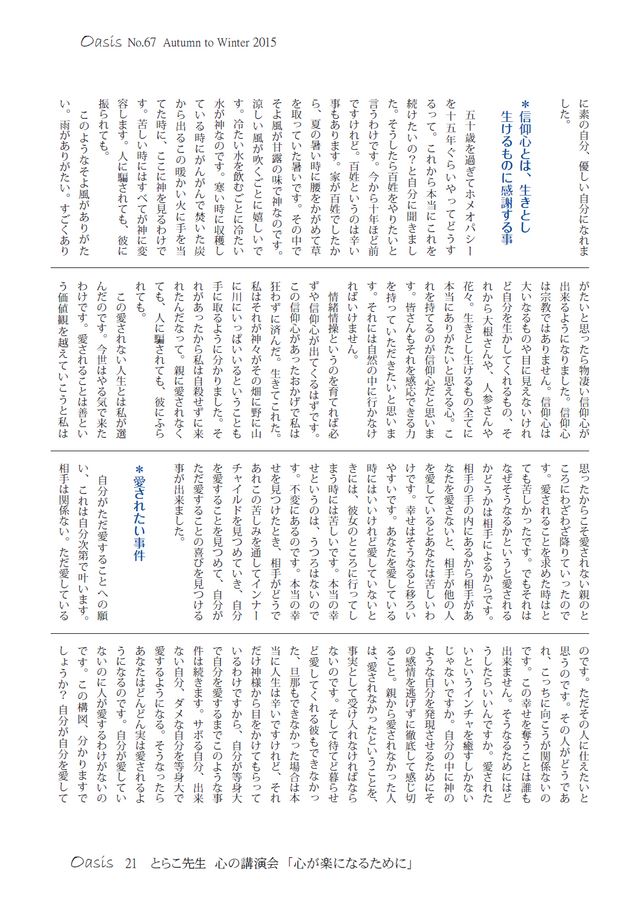 Oasis No.67 Autumn to Winter 2015
に素の自分、優しい自分になれま
した。
＊信仰心とは、生きとし
生けるものに感謝する事
五十歳を過ぎてホメオパシー
を十五年ぐらいやってどうす
るって。これから本当にこれを
続けたいの？と自分に聞きまし
た。そうしたら百姓をやりたいと
言うわけです。今から十年ほど前
ですけれど。百姓というのは辛い
事もあります。家が百姓でしたか
ら、夏の暑い時に腰をかがめて草
を取っていた暑いです。その中で
そよ風が甘露の味で神なのです。
涼しい風が吹くごとに嬉しいで
す。冷たい水を飲むごとに冷たい
水が神なのです。寒い時に収穫し
ている時にがんがんで焚いた炭
から出るこの暖かい火に手を当
てた時に、ここに神を見るわけで
す。苦しい時にはすべてが神に変
容します。人に騙されても、彼に
振られても。
このようなそよ風がありがた
い。雨がありがたい。すごくあり
がたいと思ったら物凄い信仰心が
出来るようになりました。信仰心
は宗教ではありません。信仰心は
大いなるものや目に見えないけれ
ど自分を生かしてくれるもの、そ
れから大根さんや、人参さんや
花々。生きとし生けるもの全てに
本当にありがたいと思える心。こ
れを持てるのが信仰心だと思いま
す。皆さんもそれを感応できる力
を持っていただきたいと思いま
す。それには自然の中に行かなけ
ればいけません。
情緒情操というのを育てれば必
ずや信仰心が出てくるはずです。
この信仰心があったおかげで私は
狂わずに済んだ。生きてこれた。
私はそれが神々がその畑に野に山
に川にいっぱいいるということも
手に取るように分かりました。そ
れがあったから私は自殺せずに来
れたんだなって。親に愛されなく
ても、人に騙されても、彼にふら
れても。
この愛されない人生とは私が選
んだのです。今世はやる気で来た
わけです。愛されることは善とい
う価値観を越えていこうと私は
思ったからこそ愛されない親のと
ころにわざわざ降りていったので
す。愛されることを求めた時はと
ても苦しかったです。でもそれは
なぜそうなるかというと愛される
かどうかは相手によるからです。
相手の手の内にあるから相手があ
なたを愛さないと、相手が他の人
を愛しているとあなたは苦しいわ
けです。幸せはそうなると移ろい
やすいです。あなたを愛している
時にはいいけれど愛していないと
きには、彼女のところに行ってし
まう時には苦しいです。本当の幸
せというのは、うつろはないので
す。不変にあるのです。本当の幸
せを見つけたとき、相手がどうで
あれこの苦しみを通してインナー
チャイルドを見つめていき、自分
を愛することを見つめて、自分が
ただ愛することの喜びを見つける
事が出来ました。
＊愛されたい事件
自分がただ愛することへの願
い、これは自分次第で叶います。
相手は関係ない。ただ愛している
のです。ただその人に仕えたいと
思うのです。その人がどうであ
れ、こっちに向こうが関係ないの
です。この幸せを奪うことは誰も
出来ません。そうなるためにはど
うしたらいいんですか。愛された
いというインチャを癒すしかない
じゃないですか。自分の中に神の
ような自分を発現させるためにそ
の感情を逃げずに徹底して感じ切
ること。親から愛されなかった人
は、愛されなかったということを、
事実として受け入れなければなら
ないのです。そして待てど暮らせ
ど愛してくれる彼もできなかっ
た、旦那もできなかった場合は本
当に人生は辛いですけれど、それ
だけ神様から目をかけてもらって
いるわけですから、自分が等身大
で自分を愛するまでこのような事
件は続きます。サボる自分、出来
ない自分、ダメな自分を等身大で
愛するようになる。そうなったら
あなたはどんどん実は愛されるよ
うになるのです。自分が愛してい
ないのに人が愛するわけがないの
です。この構図、分かりますで
しょうか？自分が自分を愛して
Oasis 21 とらこ先生 心の講演会 「心が楽になるために」